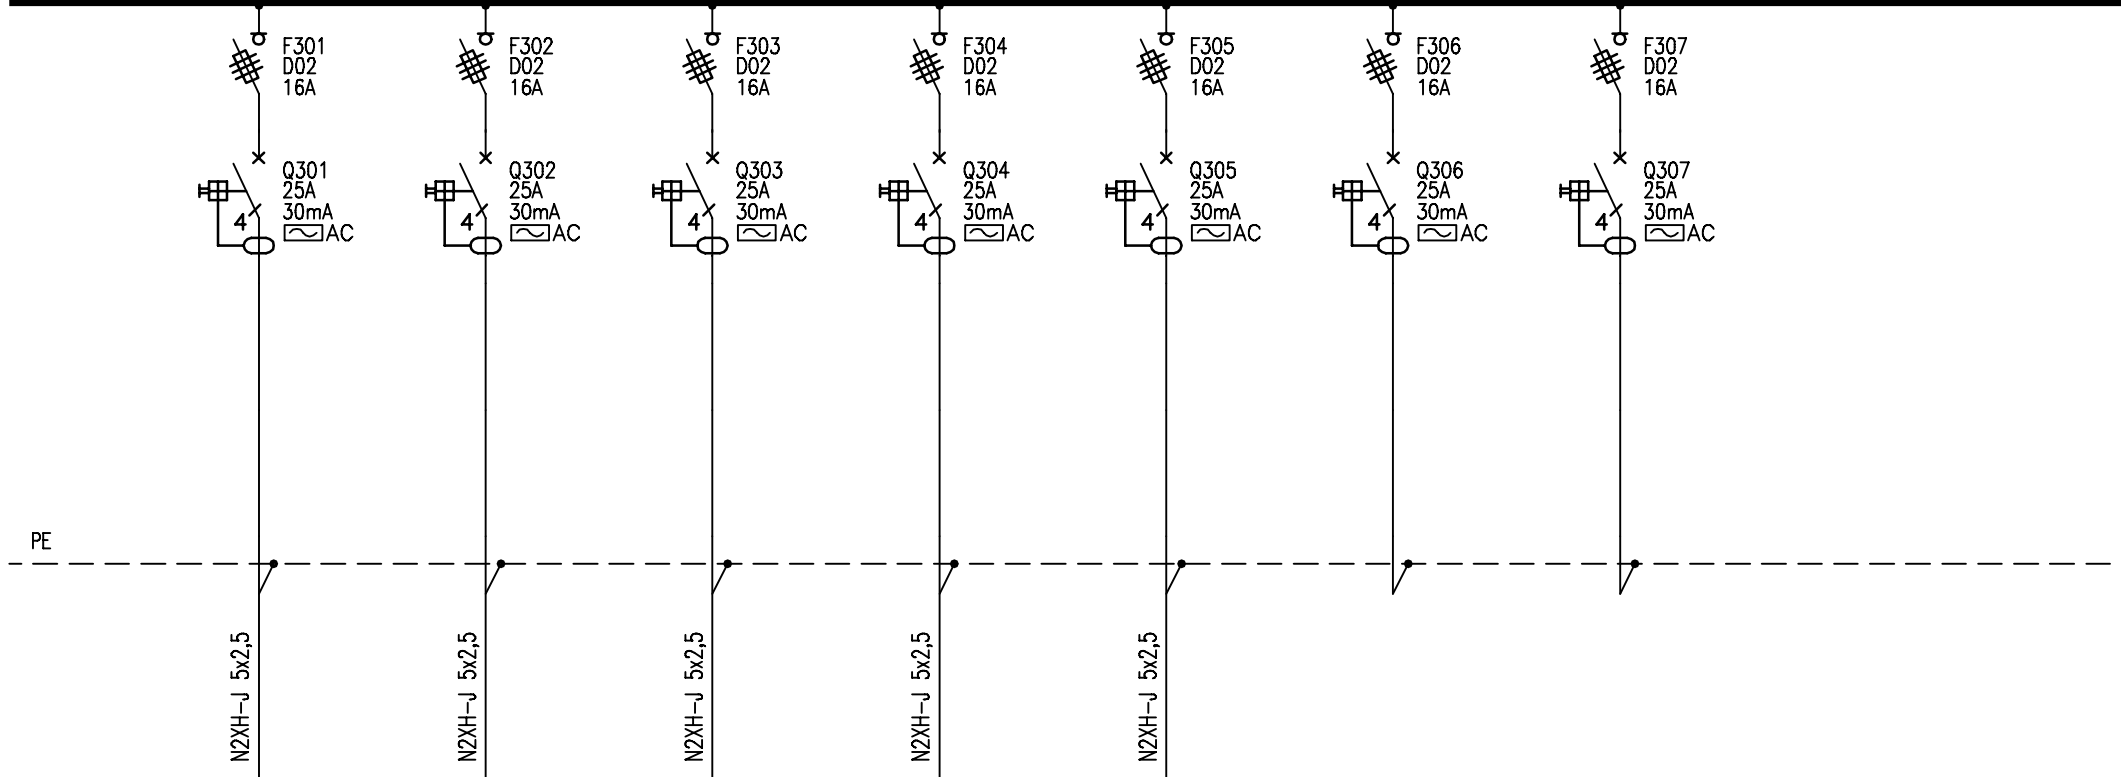 F301
D02
16A
F302
D02
16A
F303
D02
16A
F304
D02
16A
F305
D02
16A
F306
D02
16A
F307
D02
16A
Q301
25A
30mA
AC
4
Q302
25A
30mA
AC
4
Q303
25A
30mA
AC
4
Q304
25A
30mA
AC
4
Q305
25A
30mA
AC
4
Q306
25A
30mA
AC
4
Q307
25A
30mA
AC
4
PE
N2XH-J 5x2,5
N2XH-J 5x2,5
N2XH-J 5x2,5
N2XH-J 5x2,5
N2XH-J 5x2,5